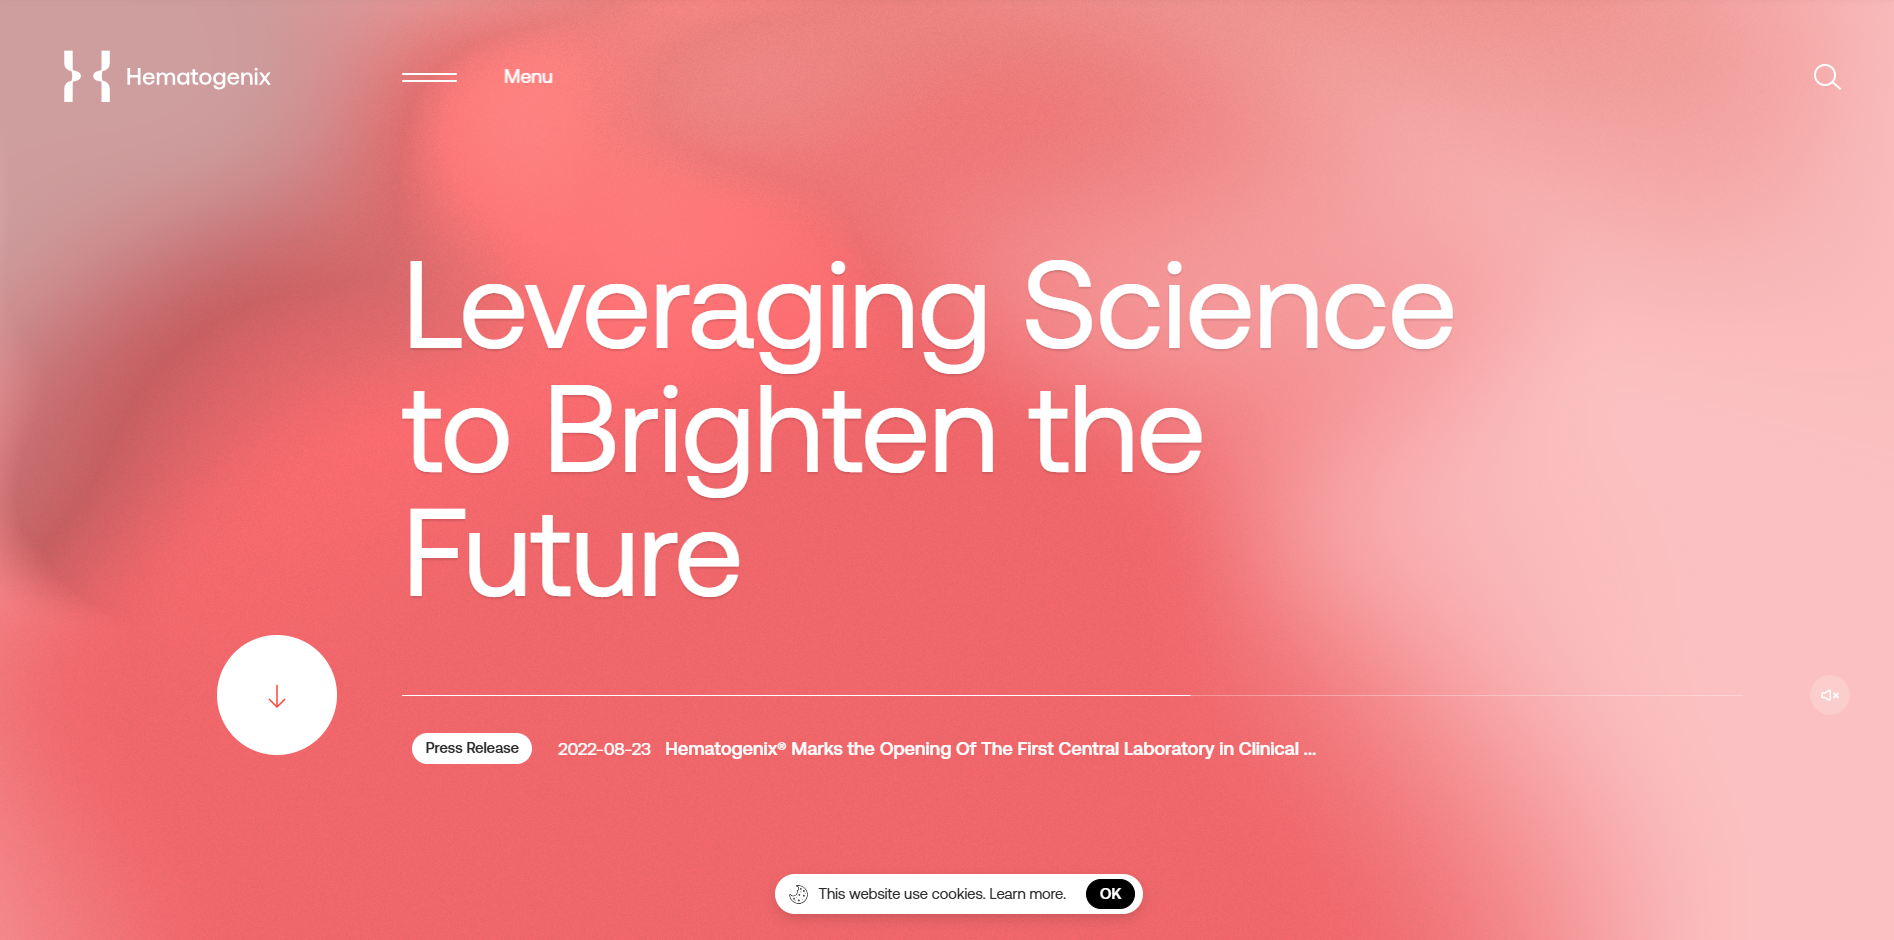 Hematogenix
Menu
Leveraging Science
to Brighten the
Future
Press Release
2022-08-23 Hematogenix® Marks the Opening Of The First Central Laboratory in Clinical ...
This website use cookies. Learn more.
OK